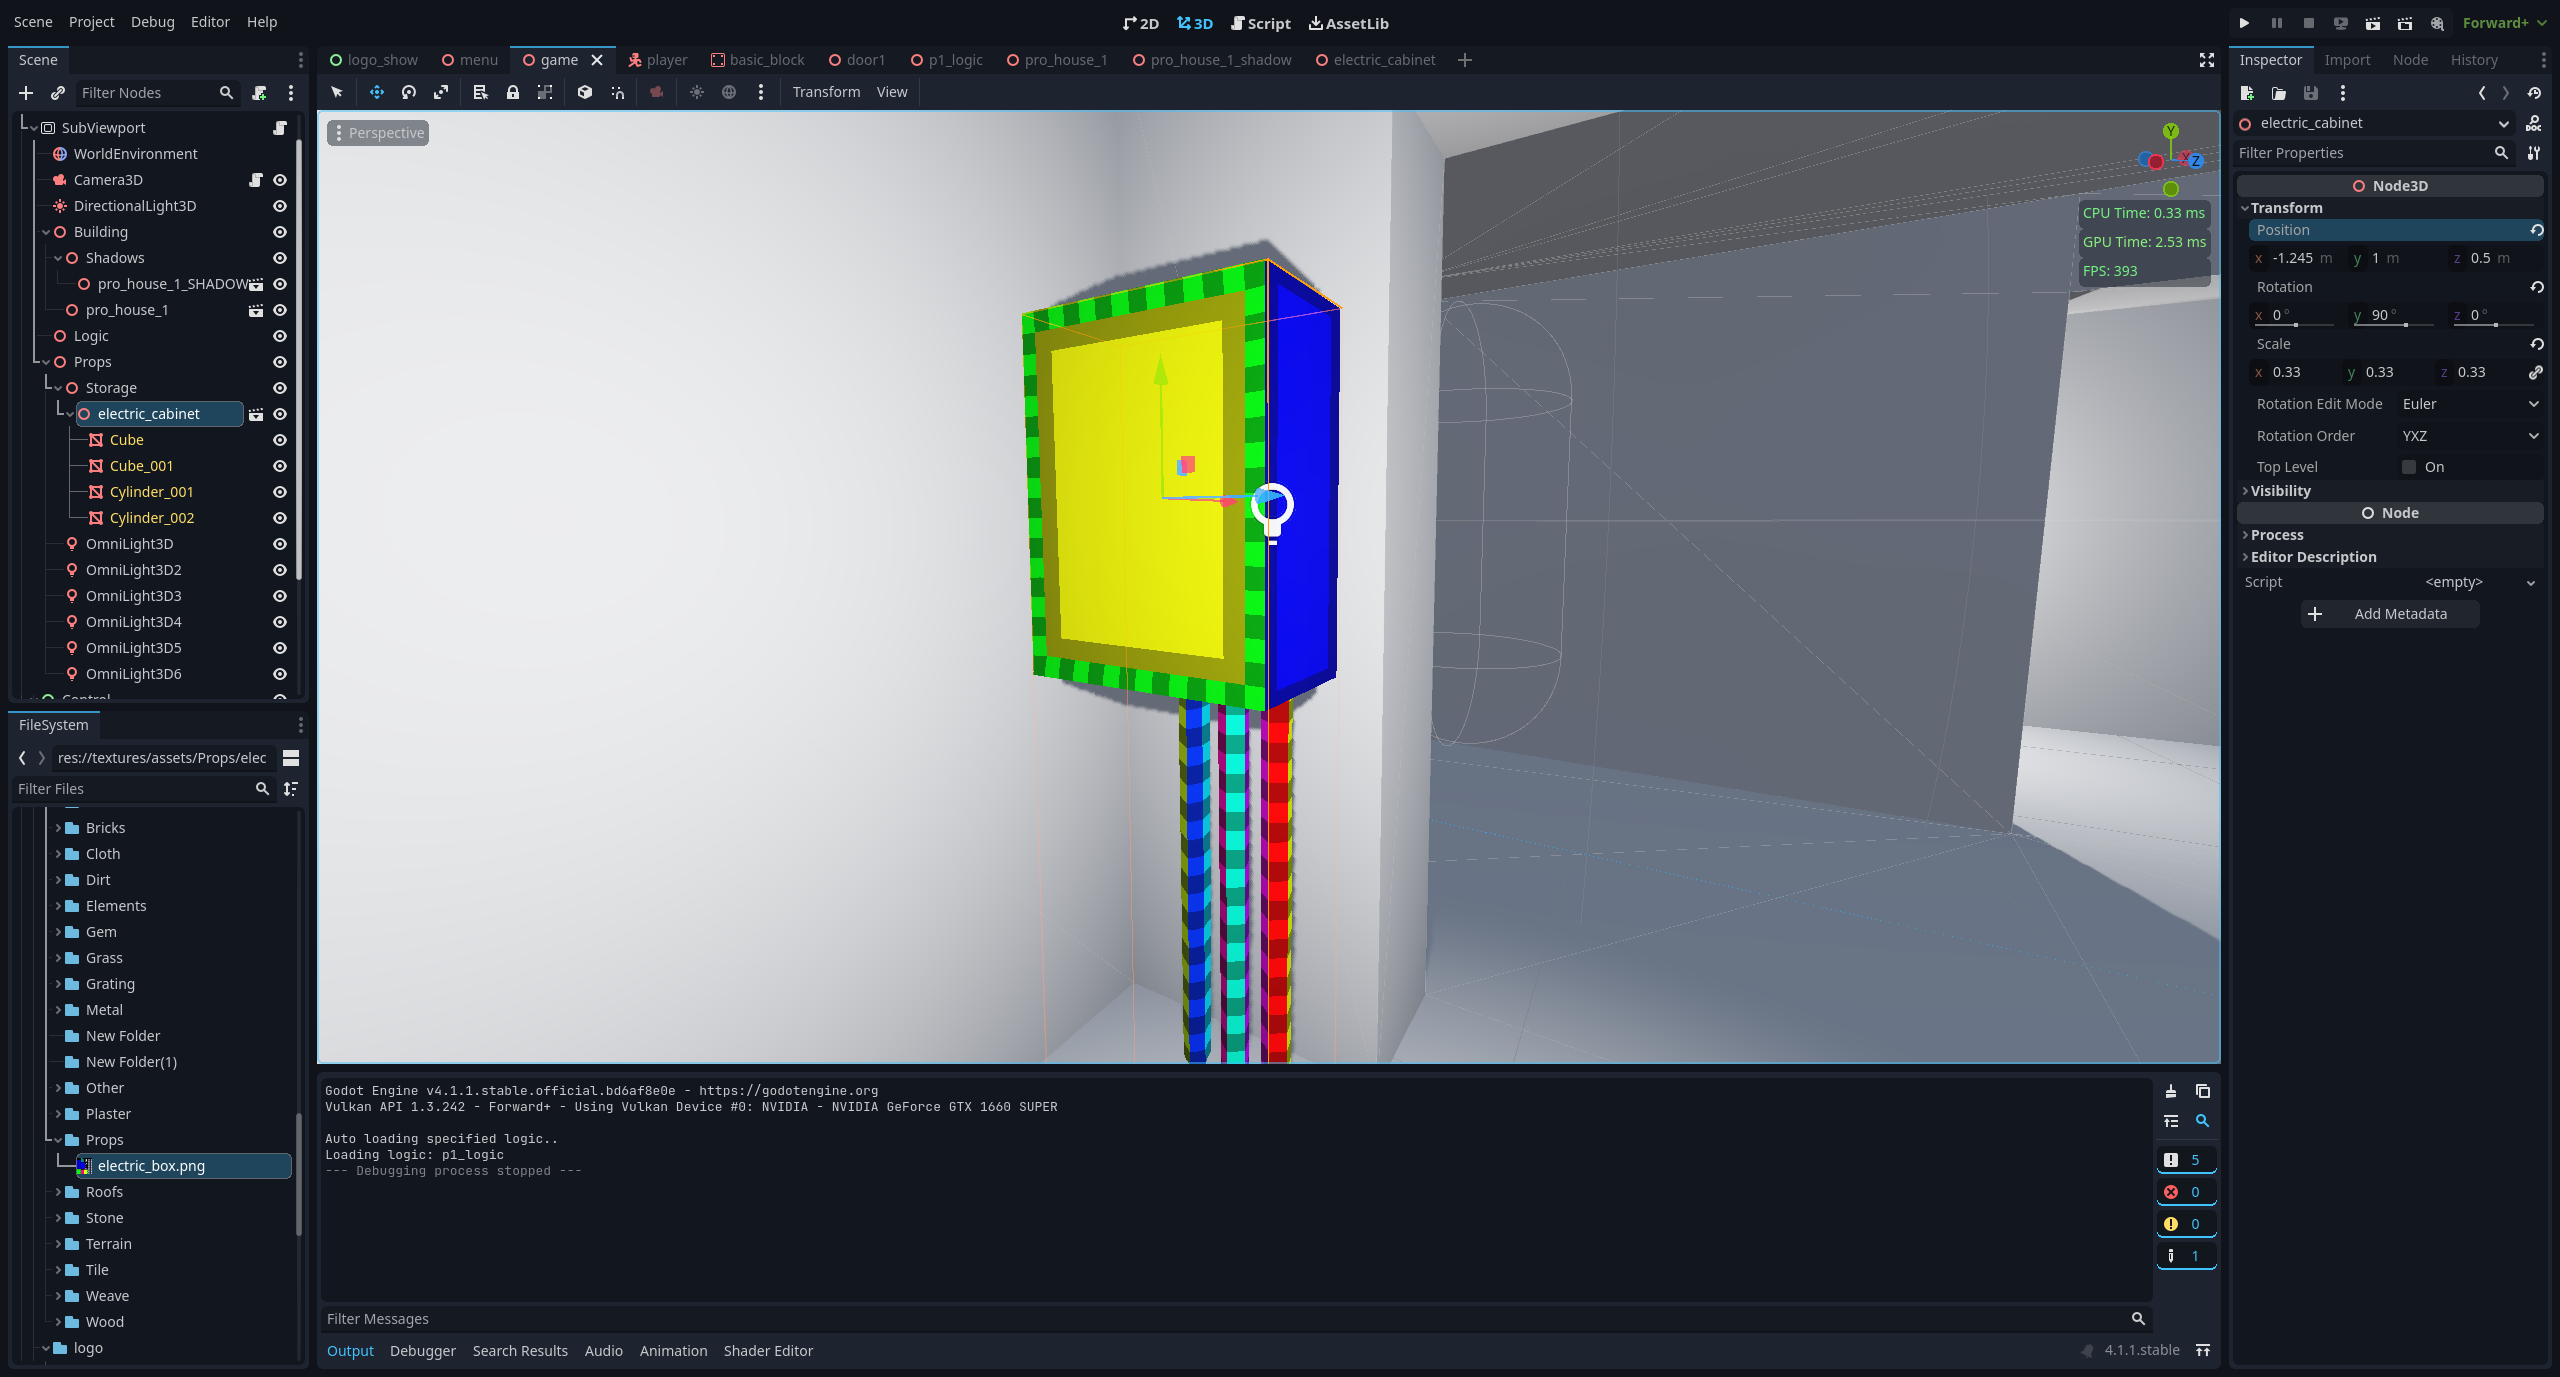 Scene Project Debug Editor Help
2D 3D Script AssetLib
Forward+
Scene
Filter Nodes
SubViewport
WorldEnvironment
Camera3D
DirectionalLight3D
Building
Shadows
pro_house_1_SHADOW
pro_house_1
Logic
Props
Storage
electric_cabinet
Cube
Cube_001
Cylinder_001
Cylinder_002
OmniLight3D
OmniLight3D2
OmniLight3D3
OmniLight3D4
OmniLight3D5
OmniLight3D6
Control
FileSystem
res://textures/assets/Props/elec
Filter Files
Bricks
Cloth
Dirt
Elements
Gem
Grass
Grating
Metal
New Folder
New Folder(1)
Other
Plaster
Props
electric_box.png
Roofs
Stone
Terrain
Tile
Weave
Wood
logo
logo_show menu game player basic_block door1 p1_logic pro_house_1 pro_house_1_shadow electric_cabinet
Transform View
Perspective
Y
X Z
CPU Time: 0.33 ms
GPU Time: 2.53 ms
FPS: 393
Godot Engine v4.1.1.stable.official.bd6af8e0e - https://godotengine.org
Vulkan API 1.3.242 - Forward+ - Using Vulkan Device #0: NVIDIA - NVIDIA GeForce GTX 1660 SUPER
Auto loading specified logic..
Loading logic: p1_logic
--- Debugging process stopped ---
5
0
0
1
Filter Messages
Output Debugger Search Results Audio Animation Shader Editor
4.1.1.stable
Inspector Import Node History
electric_cabinet
Filter Properties
Node3D
Transform
Position
x -1.245 m y 1 m z 0.5 m
Rotation
x 0 ° y 90 ° z 0 °
Scale
x 0.33 y 0.33 z 0.33
Rotation Edit Mode Euler
Rotation Order YXZ
Top Level On
Visibility
Node
Process
Editor Description
Script <empty>
Add Metadata